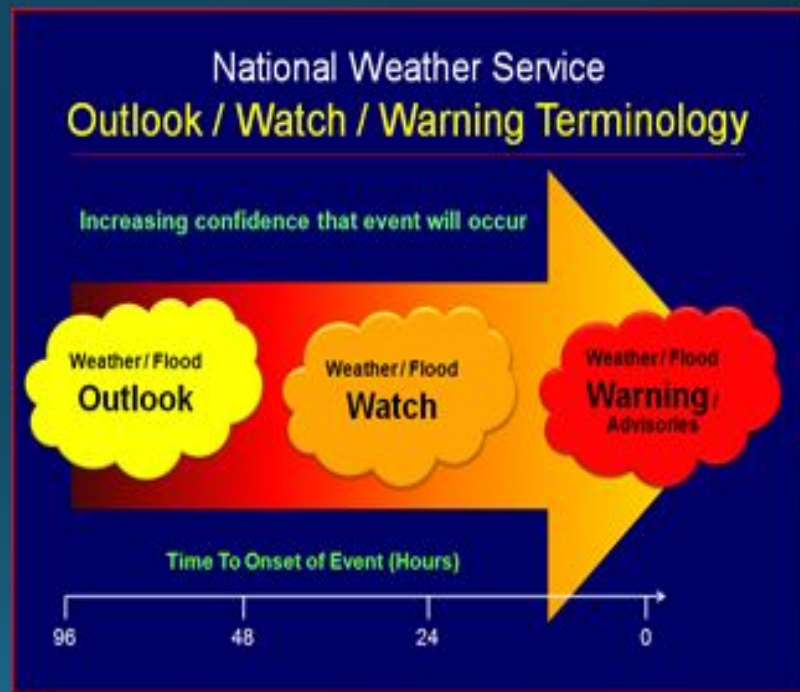 National Weather Service
Outlook / Watch / Warning Terminology
Increasing confidence that event will occur
Weather / Flood
Outlook
Weather / Flood
Watch
Weather / Flood
Warning /
Advisories
Time To Onset of Event (Hours)
96 48 24 0